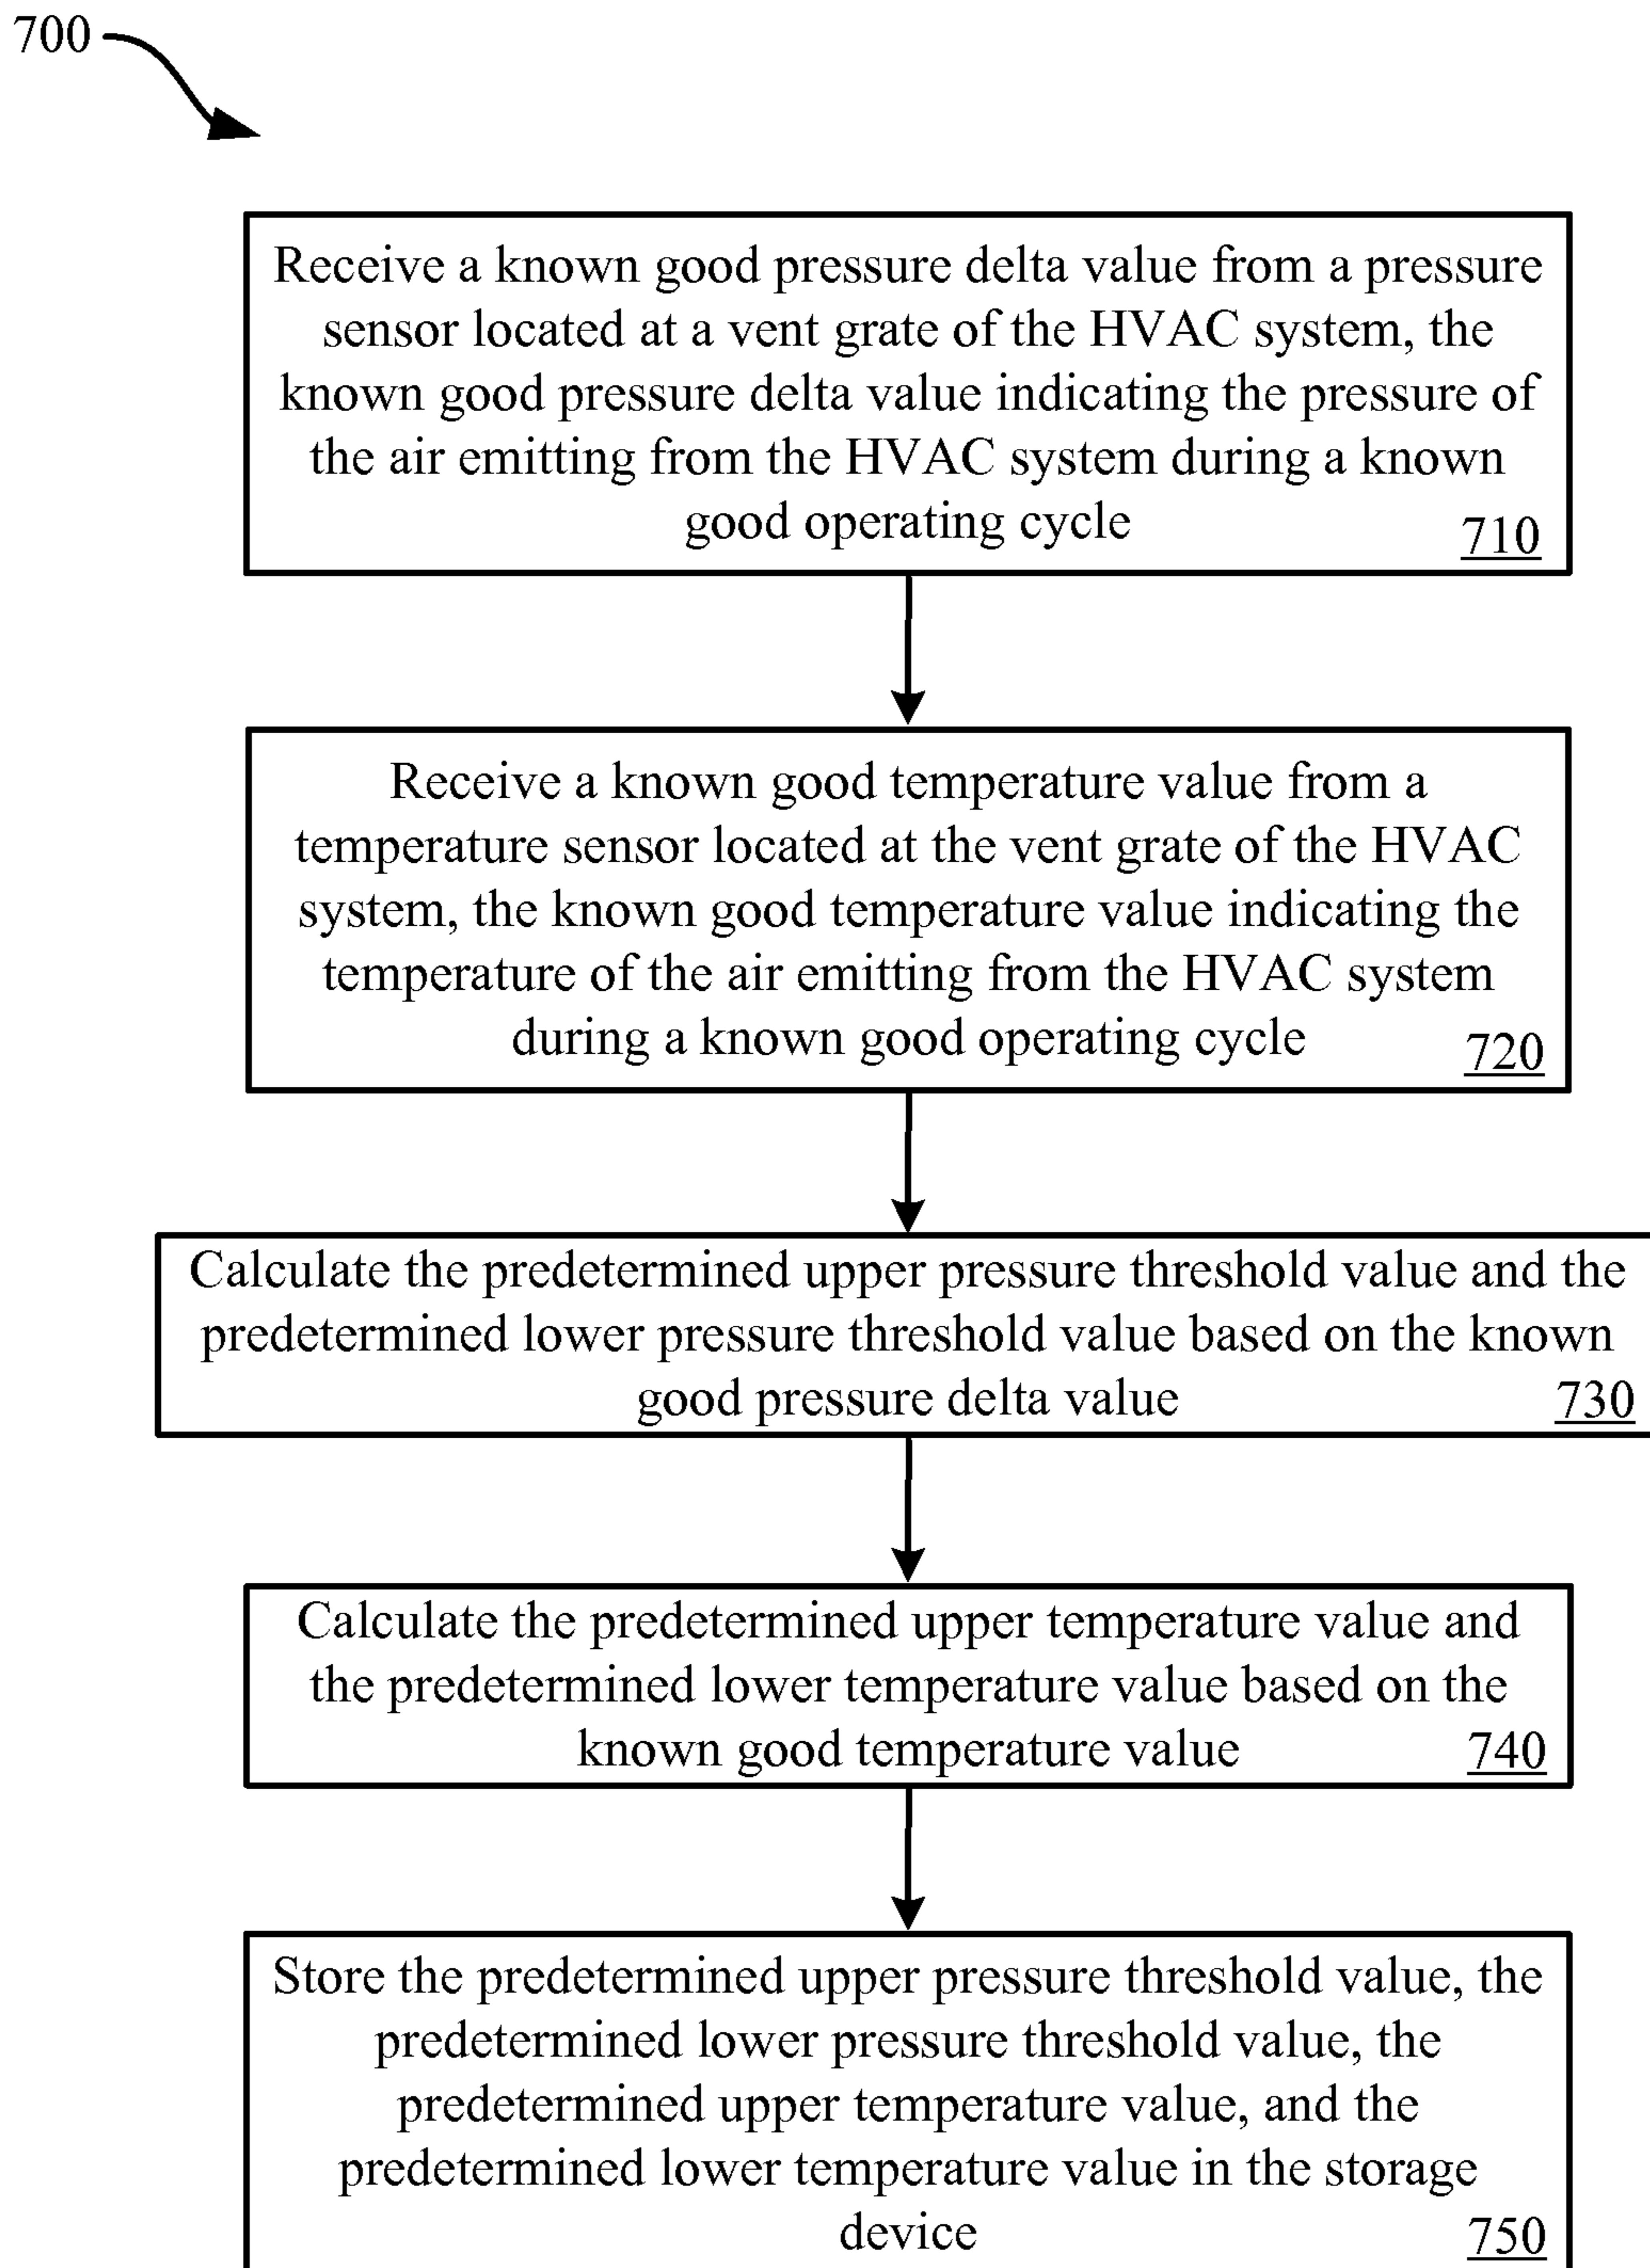 700
Receive a known good pressure delta value from a pressure
sensor located at a vent grate of the HVAC system, the
known good pressure delta value indicating the pressure of
the air emitting from the HVAC system during a known
good operating cycle
710
Receive a known good temperature value from a
temperature sensor located at the vent grate of the HVAC
system, the known good temperature value indicating the
temperature of the air emitting from the HVAC system
during a known good operating cycle
720
Calculate the predetermined upper pressure threshold value and the
predetermined lower pressure threshold value based on the known
good pressure delta value
730
Calculate the predetermined upper temperature value and
the predetermined lower temperature value based on the
known good temperature value
740
Store the predetermined upper pressure threshold value, the
predetermined lower pressure threshold value, the
predetermined upper temperature value, and the
predetermined lower temperature value in the storage
device
750